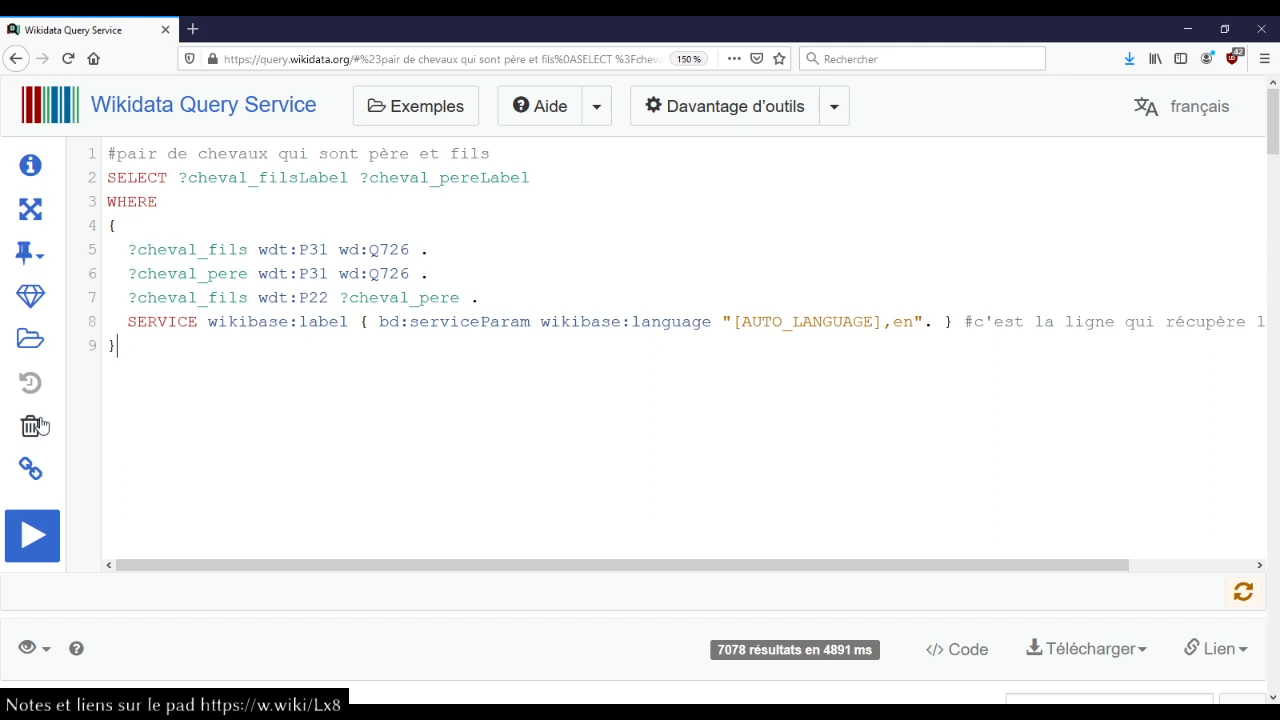 Wikidata Query Service
https://query.wikidata.org/#%23pair de chevaux qui sont père et fils%0ASELECT %3Fchev
150 %
Rechercher
42
Wikidata Query Service
Exemples
Aide
Davantage d'outils
français
1 #pair de chevaux qui sont père et fils
2 SELECT ?cheval_filsLabel ?cheval_pereLabel
3 WHERE
4 {
5 ?cheval_fils wdt:P31 wd:Q726 .
6 ?cheval_pere wdt:P31 wd:Q726 .
7 ?cheval_fils wdt:P22 ?cheval_pere .
8 SERVICE wikibase:label { bd:serviceParam wikibase:language "[AUTO_LANGUAGE],en". } #c'est la ligne qui récupère l
9 }
7078 résultats en 4891 ms
</> Code
Télécharger
Lien
Notes et liens sur le pad https://w.wiki/Lx8